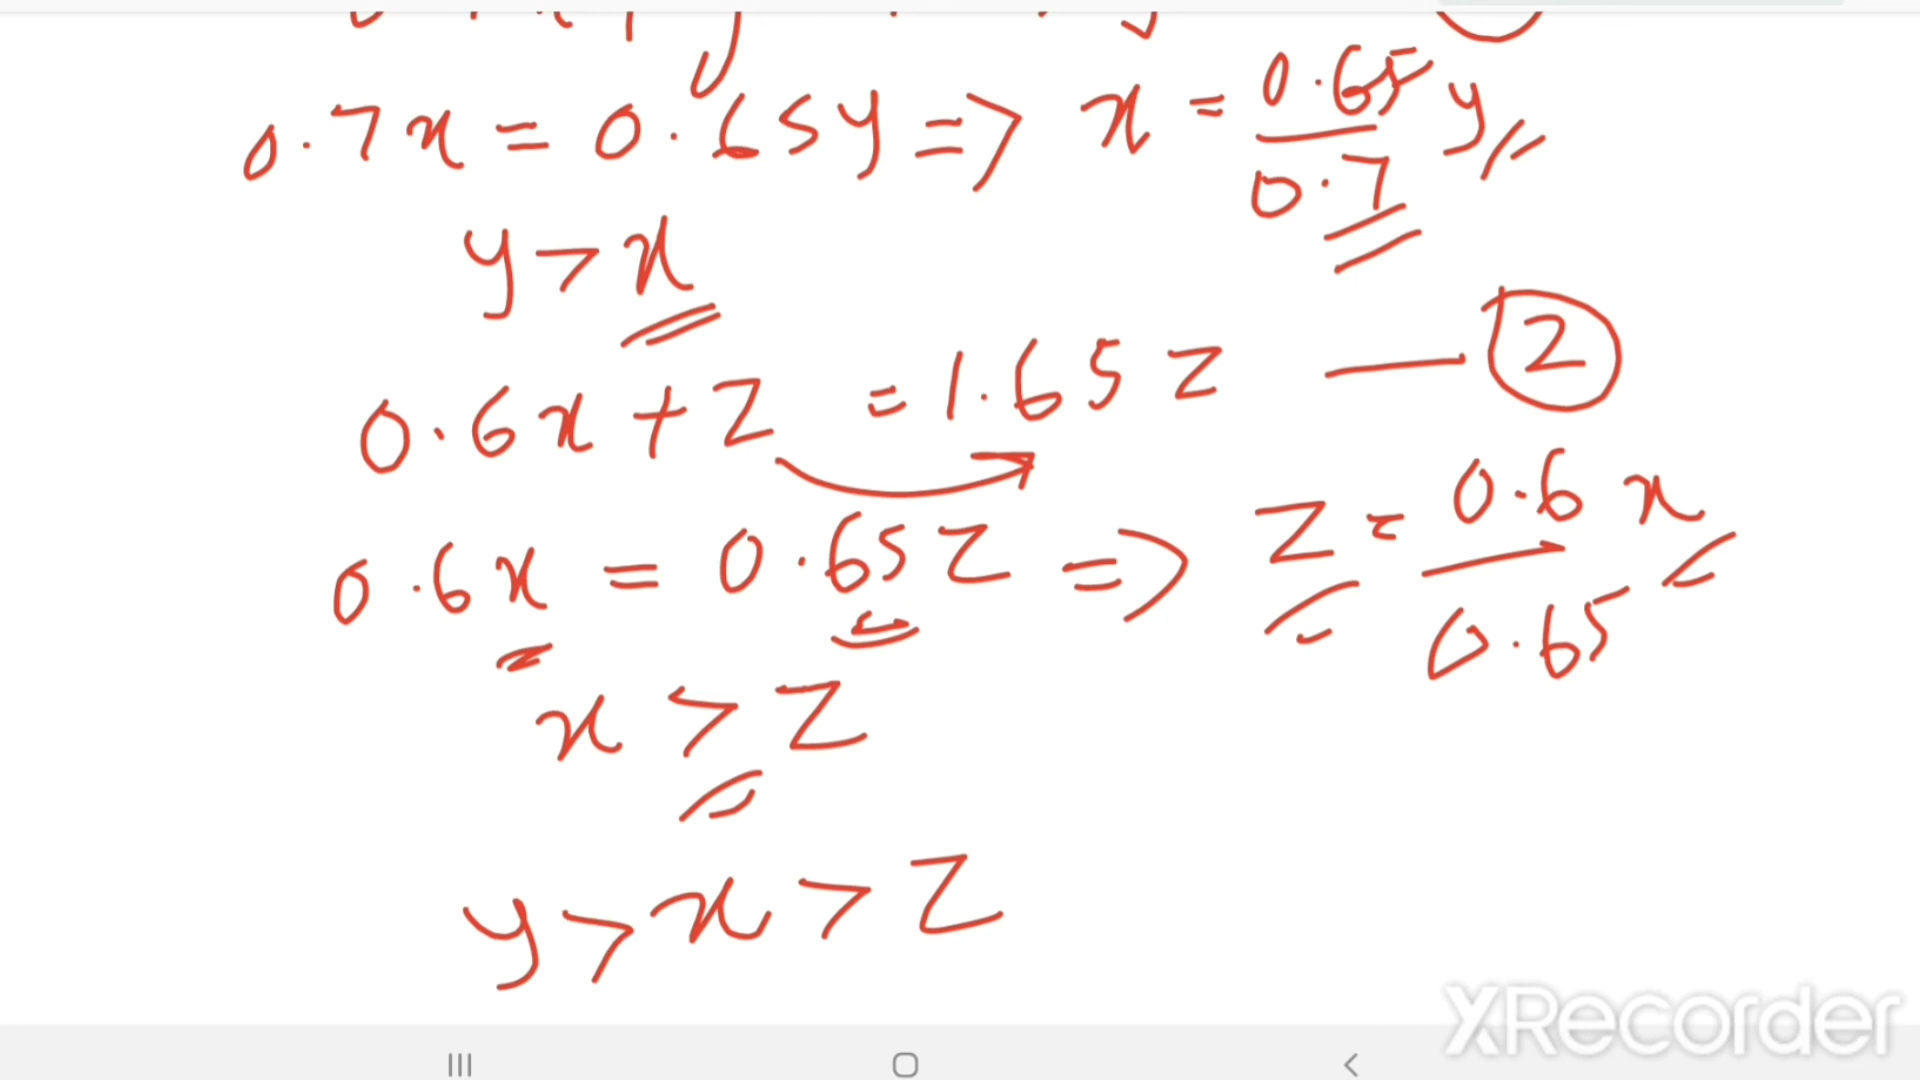 0.7x = 0.65y => x = 0.65/0.7 y
y > x
0.6x + z = 1.65z — 2
0.6x = 0.65z => z = 0.6/0.65 x
x > z
y > x > z
XRecorder